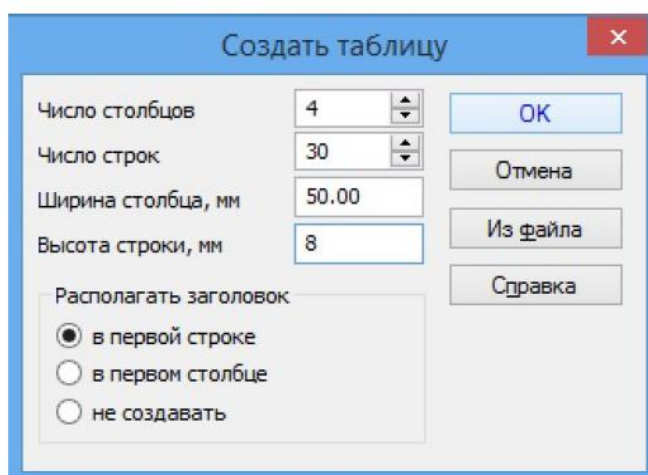 Создать таблицу
Число столбцов 4
Число строк 30
Ширина столбца, мм 50.00
Высота строки, мм 8
Располагать заголовок
в первой строке
в первом столбце
не создавать
OK
Отмена
Из файла
Справка